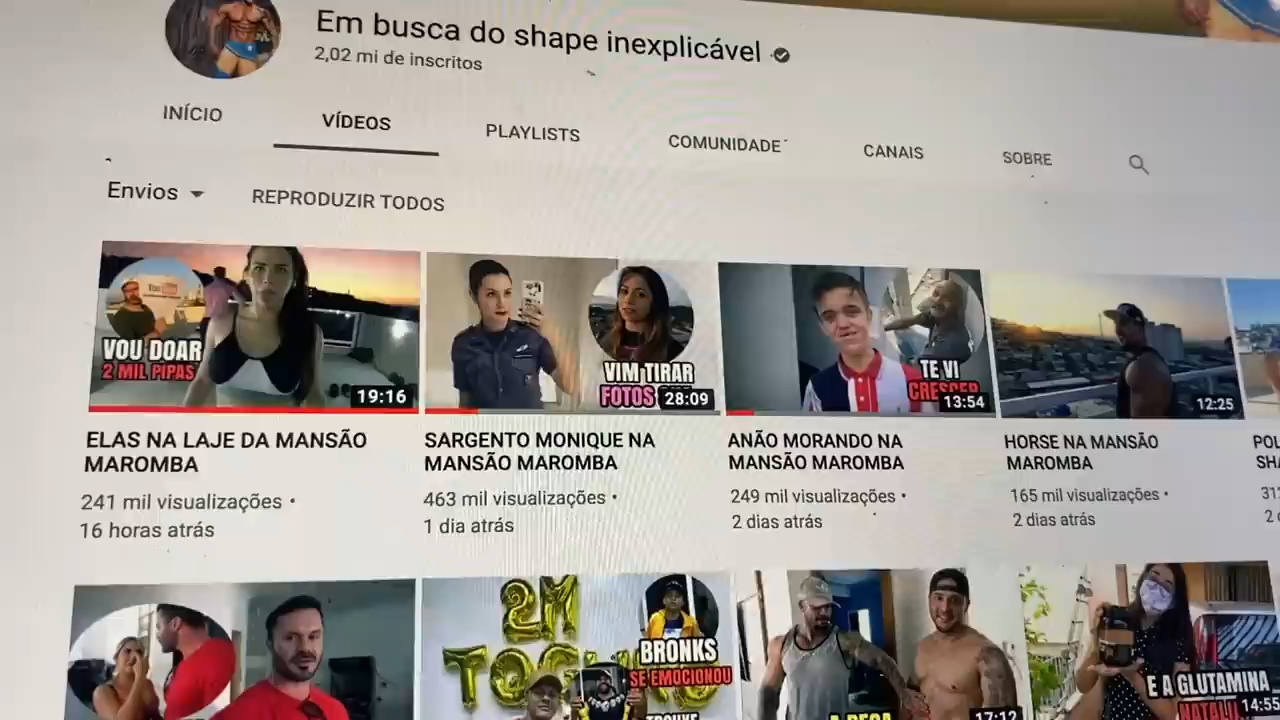 Em busca do shape inexplicável
2,02 mi de inscritos
INÍCIO
VÍDEOS
PLAYLISTS
COMUNIDADE
CANAIS
SOBRE
Envios
REPRODUZIR TODOS
VOU DOAR
2 MIL PIPAS
19:16
VIM TIRAR
FOTOS
28:09
TE VI
CRESCER
13:54
12:25
ELAS NA LAJE DA MANSÃO
MAROMBA
241 mil visualizações •
16 horas atrás
SARGENTO MONIQUE NA
MANSÃO MAROMBA
463 mil visualizações •
1 dia atrás
ANÃO MORANDO NA
MANSÃO MAROMBA
249 mil visualizações •
2 dias atrás
HORSE NA MANSÃO
MAROMBA
165 mil visualizações •
2 dias atrás
2M
BRONKS
SE EMOCIONOU
TROUXE
17:12
E A GLUTAMINA
14:55